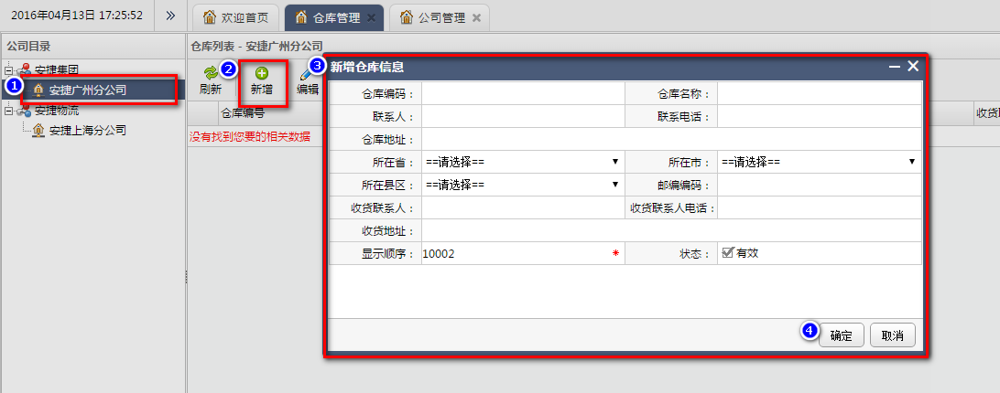 2016年04月13日 17:25:52 » 欢迎首页 仓库管理 公司管理
公司目录
安捷集团
1 安捷广州分公司
安捷物流
安捷上海分公司
仓库列表 - 安捷广州分公司
刷新 2 新增 编辑
仓库编号 收货
没有找到您要的相关数据
3 新增仓库信息
仓库编码： 仓库名称：
联系人： 联系电话：
仓库地址：
所在省： ==请选择== 所在市： ==请选择==
所在县区： ==请选择== 邮编编码：
收货联系人： 收货联系人电话：
收货地址：
显示顺序： 10002 * 状态： 有效
4 确定 取消